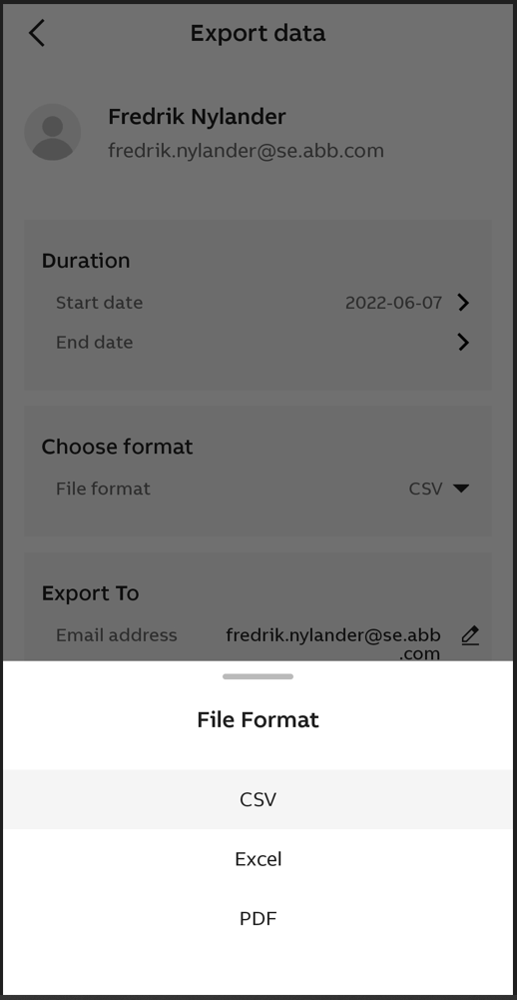 Export data
Fredrik Nylander
fredrik.nylander@se.abb.com
Duration
Start date 2022-06-07
End date
Choose format
File format CSV
Export To
Email address fredrik.nylander@se.abb
.com
File Format
CSV
Excel
PDF